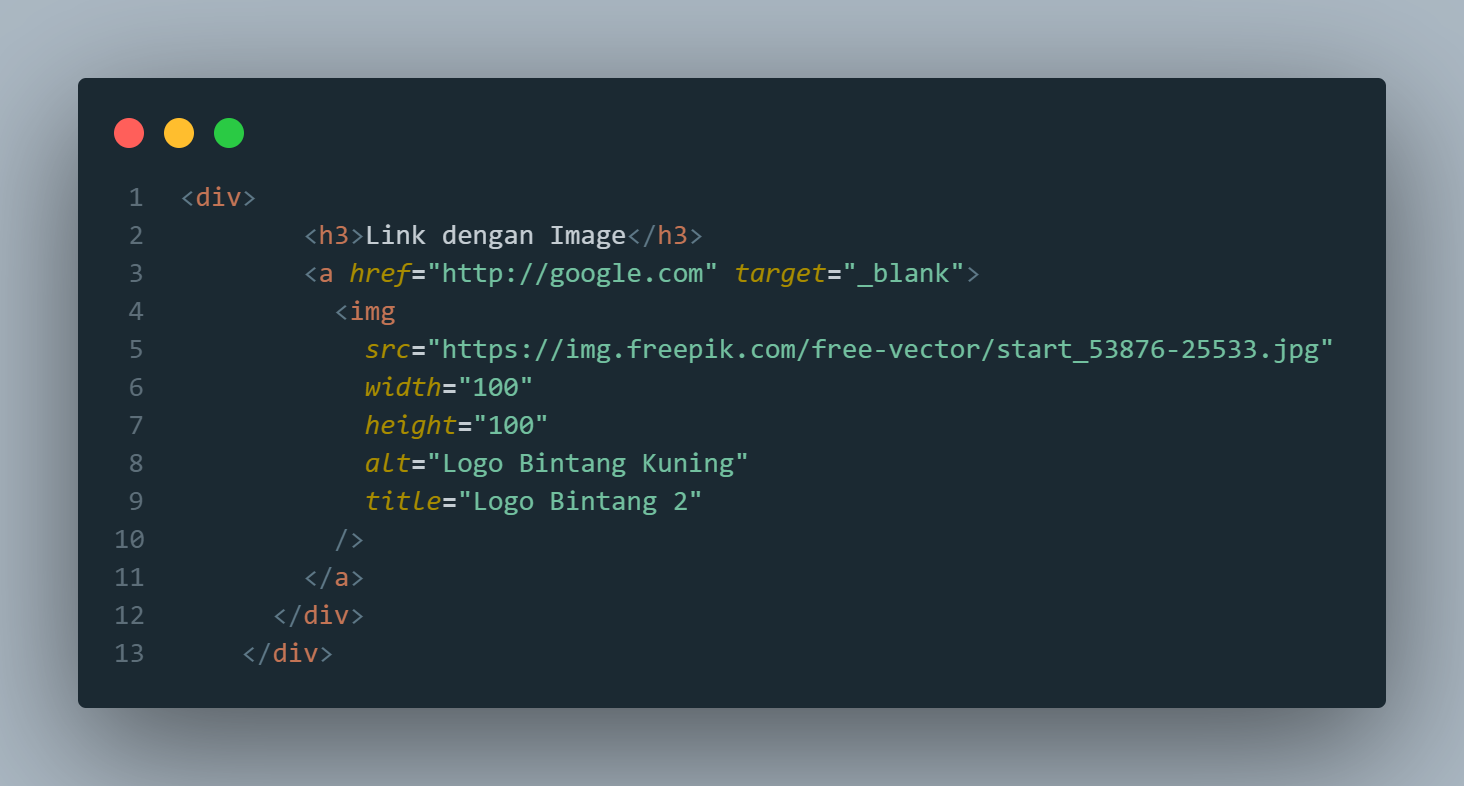 1 <div>
2         <h3>Link dengan Image</h3>
3         <a href="http://google.com" target="_blank">
4           <img
5             src="https://img.freepik.com/free-vector/start_53876-25533.jpg"
6             width="100"
7             height="100"
8             alt="Logo Bintang Kuning"
9             title="Logo Bintang 2"
10           />
11         </a>
12       </div>
13     </div>